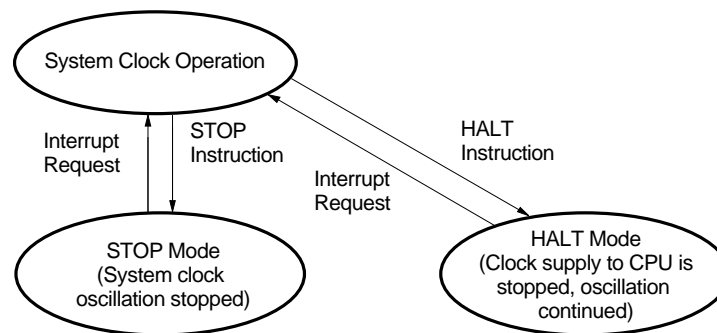 System Clock Operation
Interrupt
Request
STOP
Instruction
HALT
Instruction
Interrupt
Request
STOP Mode
(System clock
oscillation stopped)
HALT Mode
(Clock supply to CPU is
stopped, oscillation
continued)